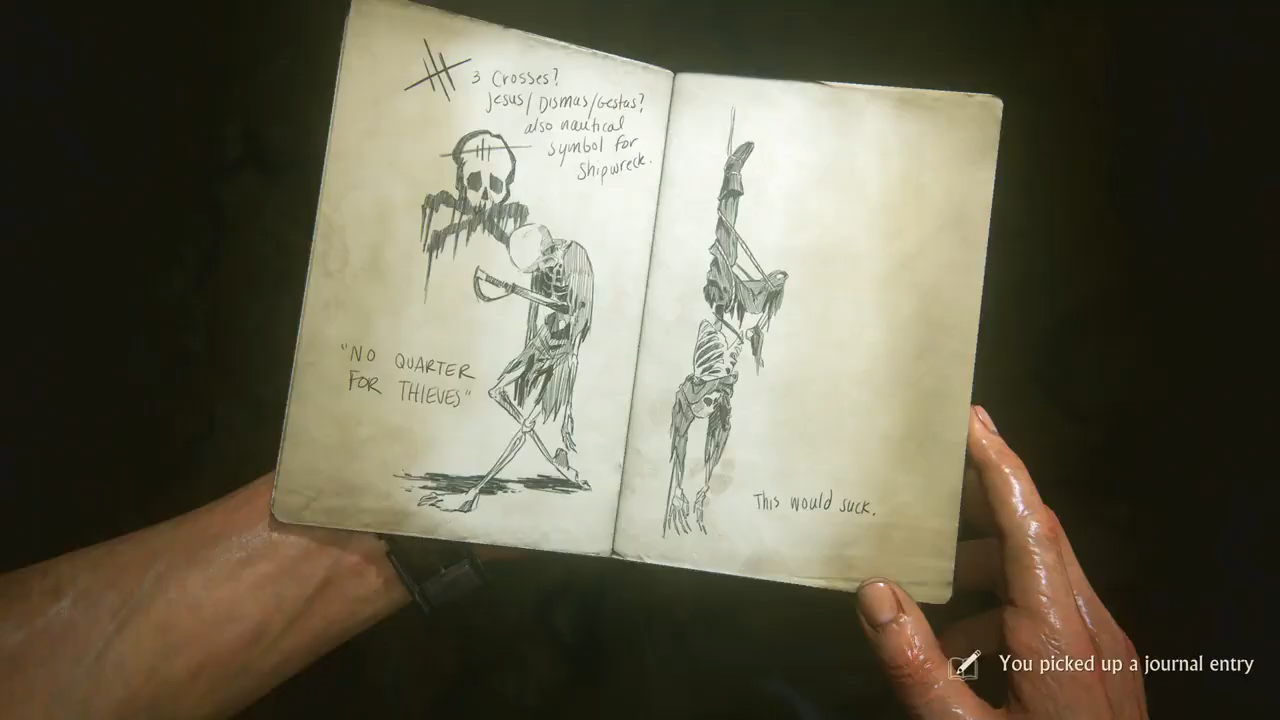 3 Crosses?
Jesus/Dismas/Gestas?
also nautical
symbol for
shipwreck.
"NO QUARTER
FOR THIEVES"
This would suck.
You picked up a journal entry